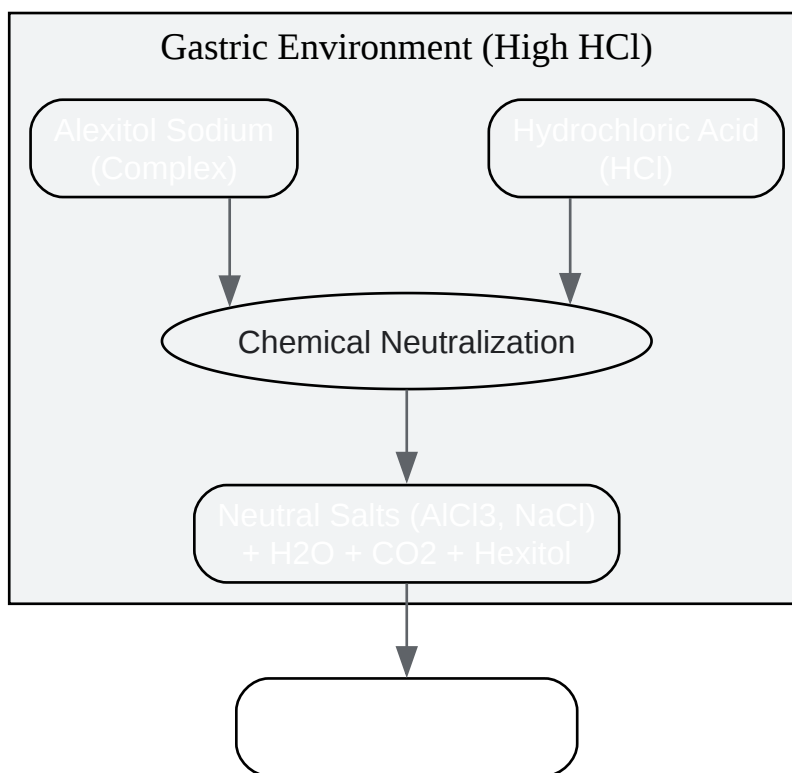 Gastric Environment (High HCl)
Alexitol Sodium
(Complex)
Hydrochloric Acid
(HCl)
Chemical Neutralization
Neutral Salts (AlCl3, NaCl)
+ H2O + CO2 + Hexitol